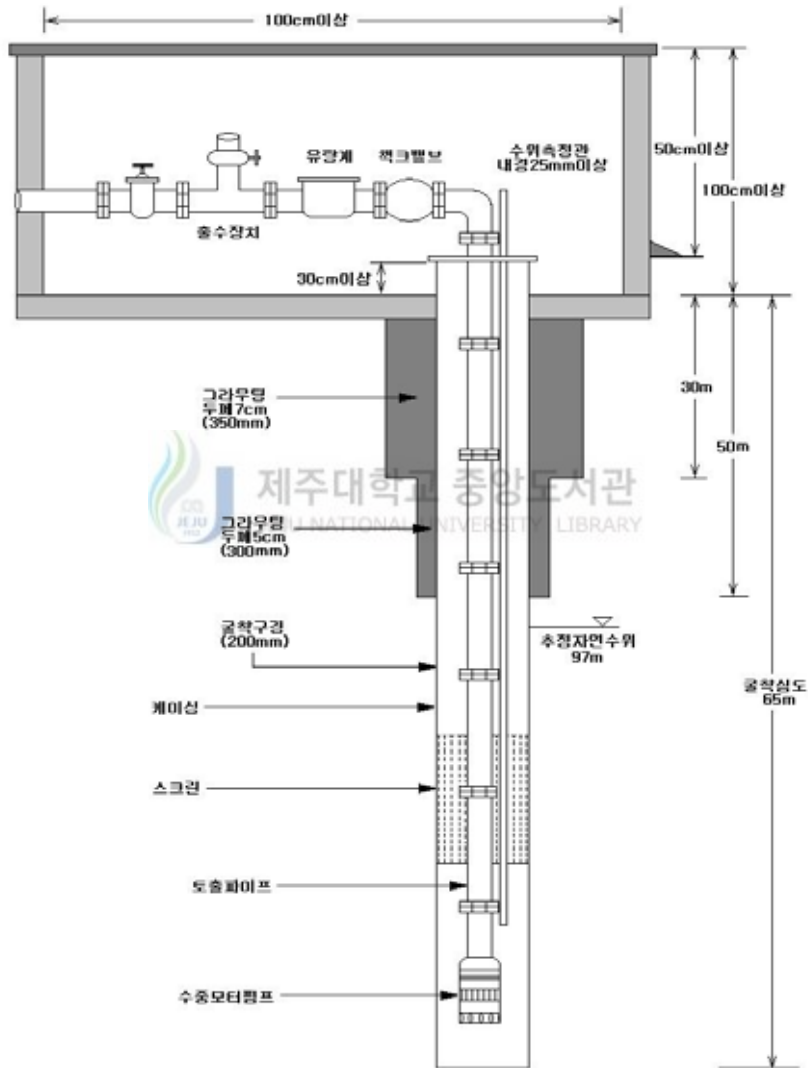 100cm이상
유량계
책크밸브
수위측정관
내경25mm이상
50cm이상
100cm이상
출수장치
30cm이상
그라우팅
두께7cm
(350mm)
30m
50m
제주대학교 중앙도서관
JEJU NATIONAL UNIVERSITY LIBRARY
JEJU
그라우팅
두께5cm
(300mm)
굴착구경
(200mm)
추정자연수위
97m
굴착심도
65m
케이싱
스크린
토출파이프
수중모터펌프